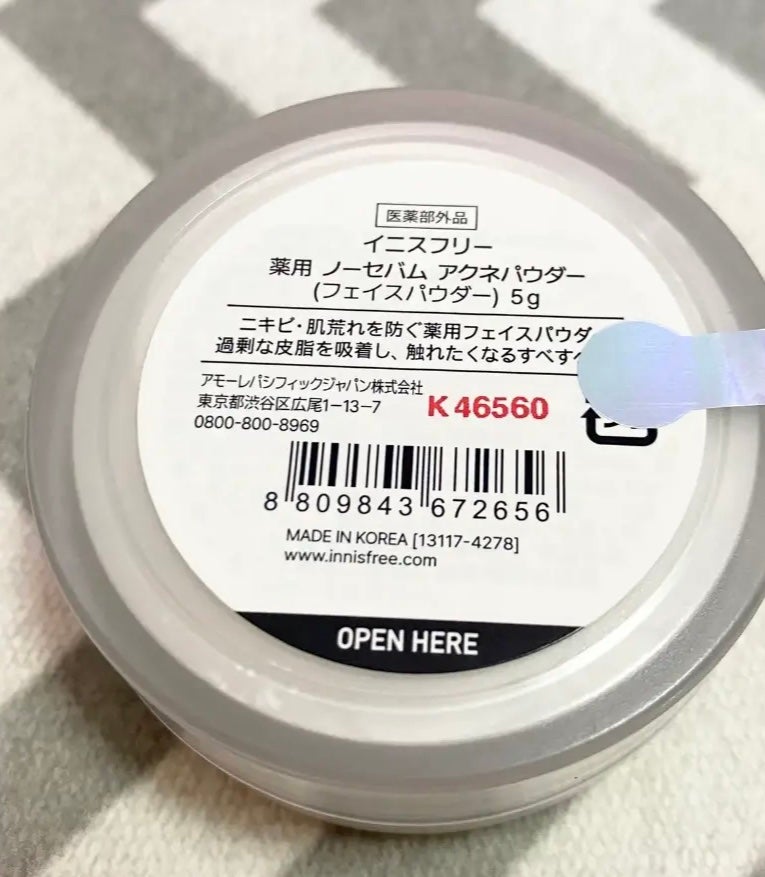 医薬部外品
イニスフリー
薬用 ノーセバム アクネパウダー
(フェイスパウダー) 5g
ニキビ・肌荒れを防ぐ薬用フェイスパウダ
過剰な皮脂を吸着し、触れたくなるすべすべ
アモーレパシフィックジャパン株式会社
東京都渋谷区広尾1-13-7
0800-800-8969
K 46560
8 809843 672656
MADE IN KOREA [13117-4278]
www.innisfree.com
OPEN HERE